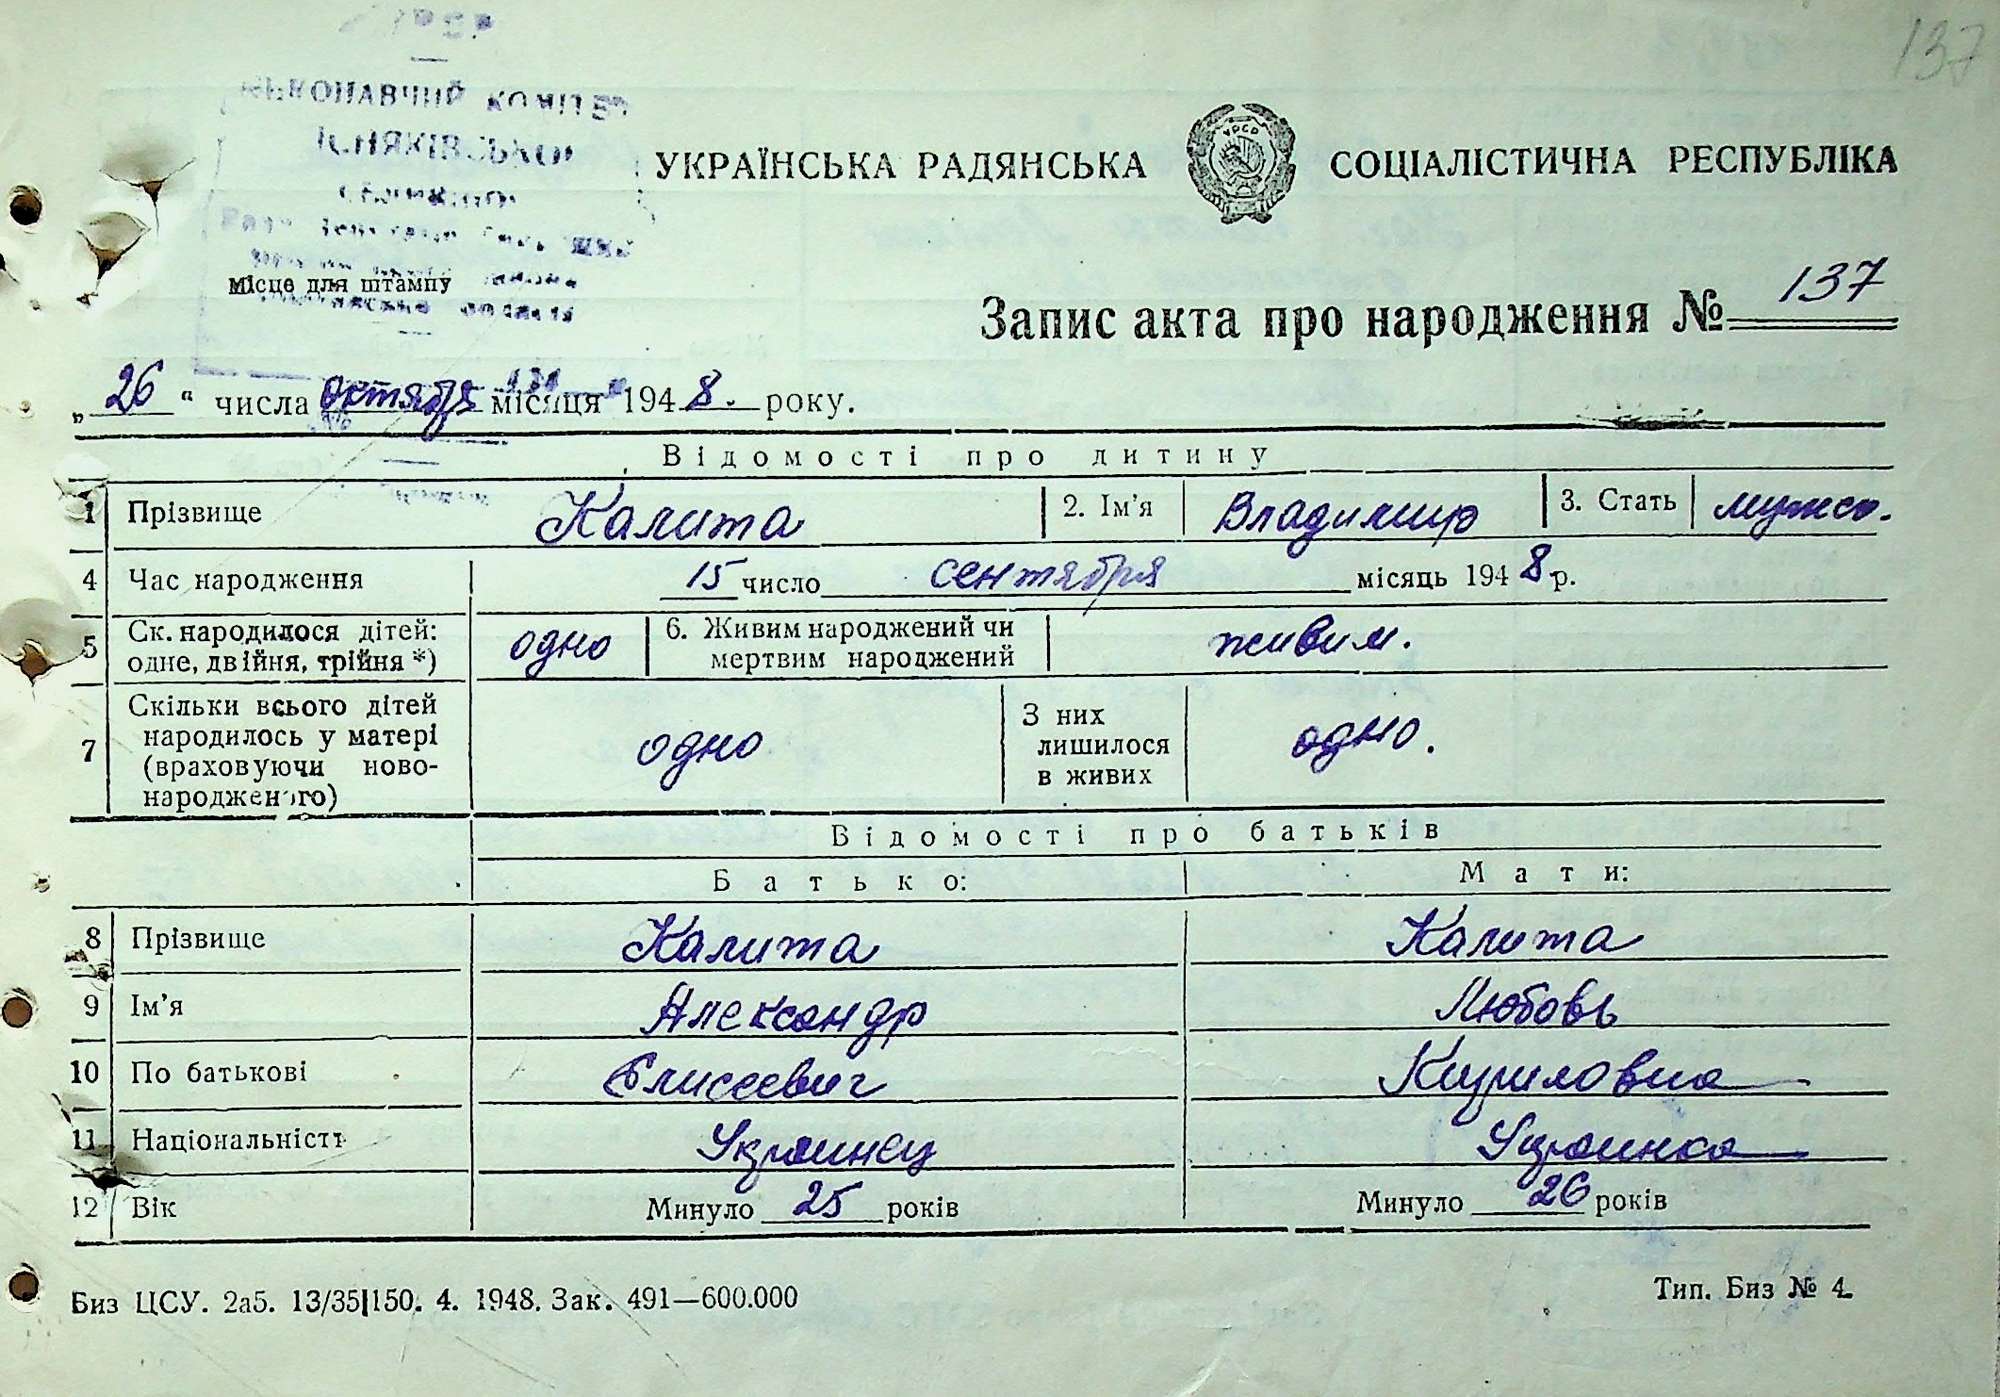 137
УРСР
ВИКОНАВЧИЙ КОМІТЕТ
УКРАЇНСЬКА РАДЯНСЬКА СОЦІАЛІСТИЧНА РЕСПУБЛІКА
УРСР
Місце для штампу
Запис акта про народження № 137
„ 26 “ числа октября місяця 1948. року.
Відомості про дитину
1 Прізвище Калита 2. Ім'я Владимир 3. Стать мужск.
4 Час народження 15 число сентября місяць 1948 р.
5 Ск. народилося дітей: одне, двійня, трійня *) одно 6. Живим народжений чи мертвим народжений живим.
7 Скільки всього дітей народилось у матері (враховуючи ново-народженого) одно З них лишилося в живих одно.
Відомості про батьків
Батько: Мати:
8 Прізвище Калита Калита
9 Ім'я Александр Любовь
10 По батькові Елисеевич Кириловна
11 Національність Украинец Украинка
12 Вік Минуло 25 років Минуло 26 років
Биз ЦСУ. 2а5. 13/35|150. 4. 1948. Зак. 491—600.000 Тип. Биз № 4.